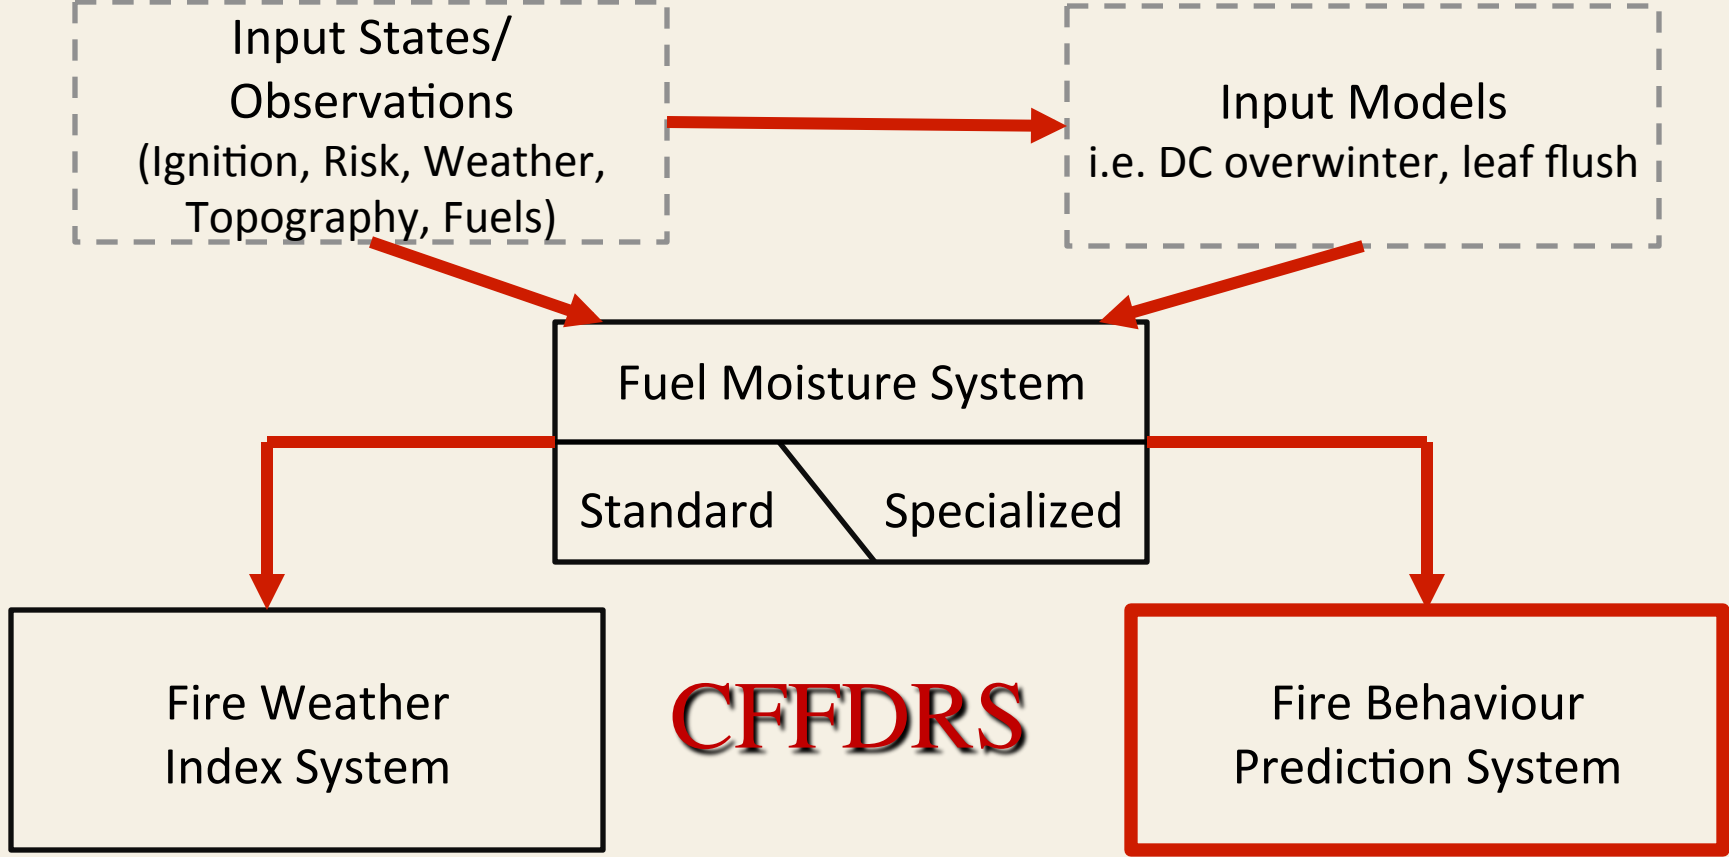 Input States/
Observations
(Ignition, Risk, Weather,
Topography, Fuels)
Input Models
i.e. DC overwinter, leaf flush
Fuel Moisture System
Standard
Specialized
Fire Weather
Index System
CFFDRS
Fire Behaviour
Prediction System